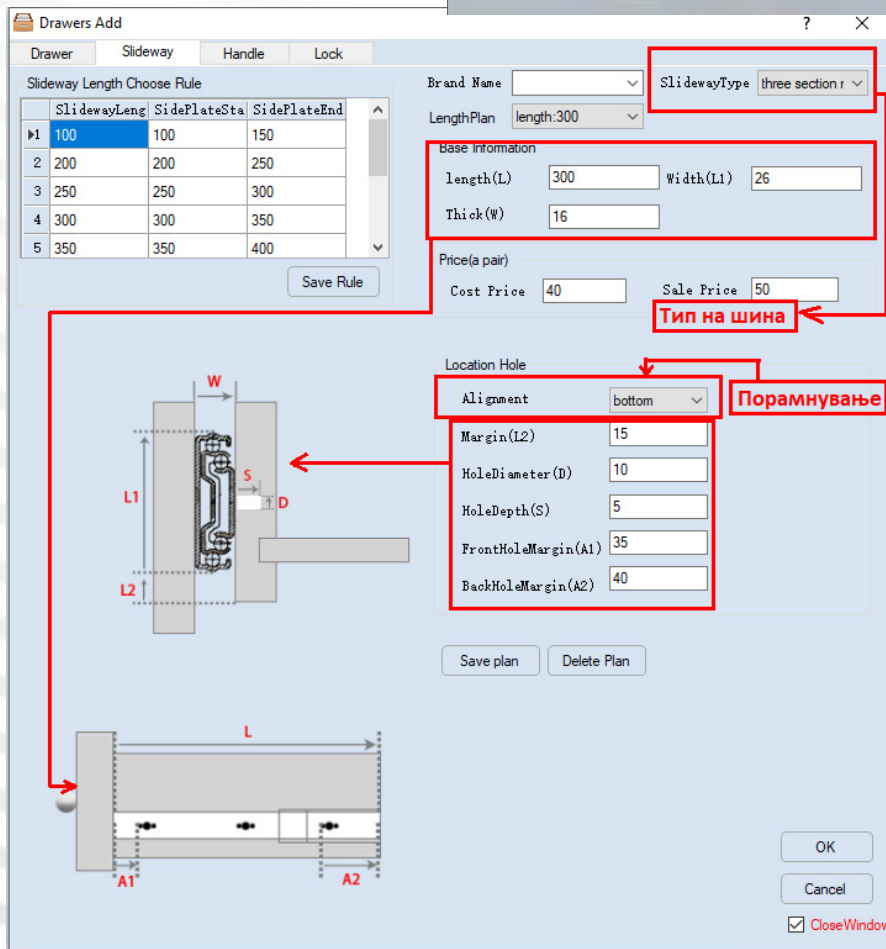 Drawers Add ? ×
Drawer Slideway Handle Lock
Slideway Length Choose Rule
SlidewayLeng SidePlateSta SidePlateEnd
1 100 100 150
2 200 200 250
3 250 250 300
4 300 300 350
5 350 350 400
Save Rule
Brand Name SlidewayType three section r
LengthPlan length:300
Base Information
length(L) 300 Width(L1) 26
Thick(W) 16
Price(a pair)
Cost Price 40 Sale Price 50
Тип на шина
Location Hole
Alignment bottom Порамнување
Margin(L2) 15
HoleDiameter(D) 10
HoleDepth(S) 5
FrontHoleMargin(A1) 35
BackHoleMargin(A2) 40
Save plan Delete Plan
W
L1
S
D
L2
L
A1 A2
OK
Cancel
CloseWindow